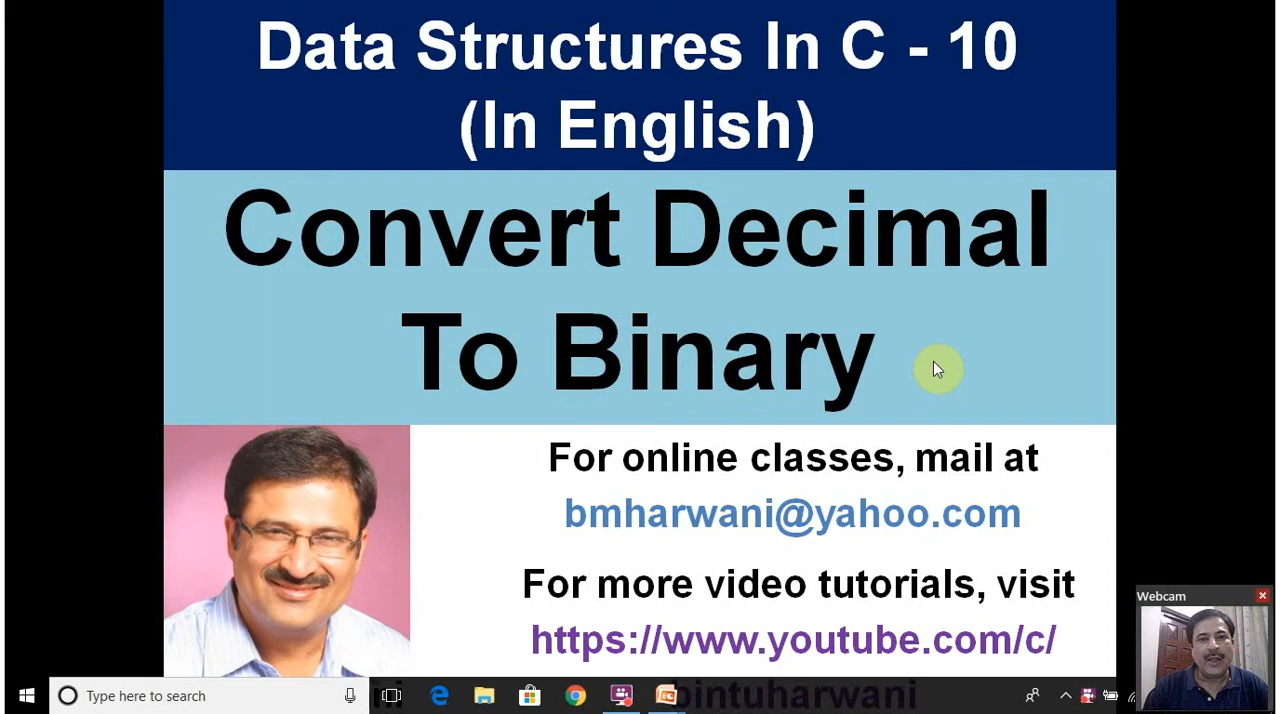 Data Structures In C - 10
(In English)
Convert Decimal
To Binary
For online classes, mail at
bmharwani@yahoo.com
For more video tutorials, visit
https://www.youtube.com/c/
bintuharwani
Webcam
Type here to search